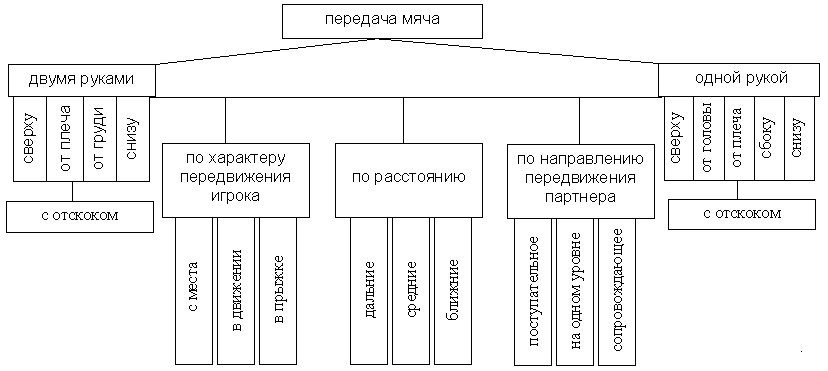 передача мяча
двумя руками
одной рукой
сверху
от плеча
от груди
снизу
сверху
от головы
от плеча
сбоку
снизу
по характеру
передвижения
игрока
по расстоянию
по направлению
передвижения
партнера
с отскоком
с отскоком
с места
в движении
в прыжке
дальние
средние
ближние
поступательное
на одном уровне
сопровождающее